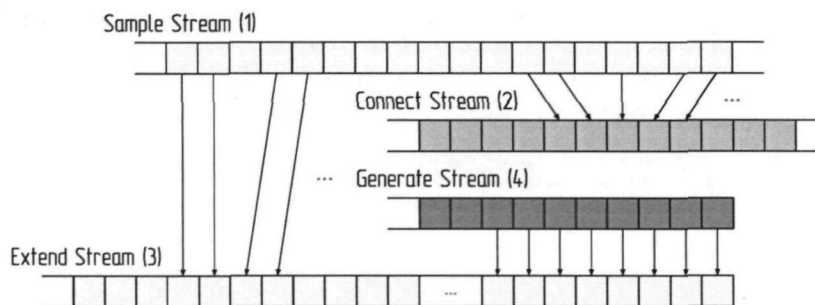 Sample Stream (1)
Connect Stream (2)
...
... Generate Stream (4)
Extend Stream (3)
...